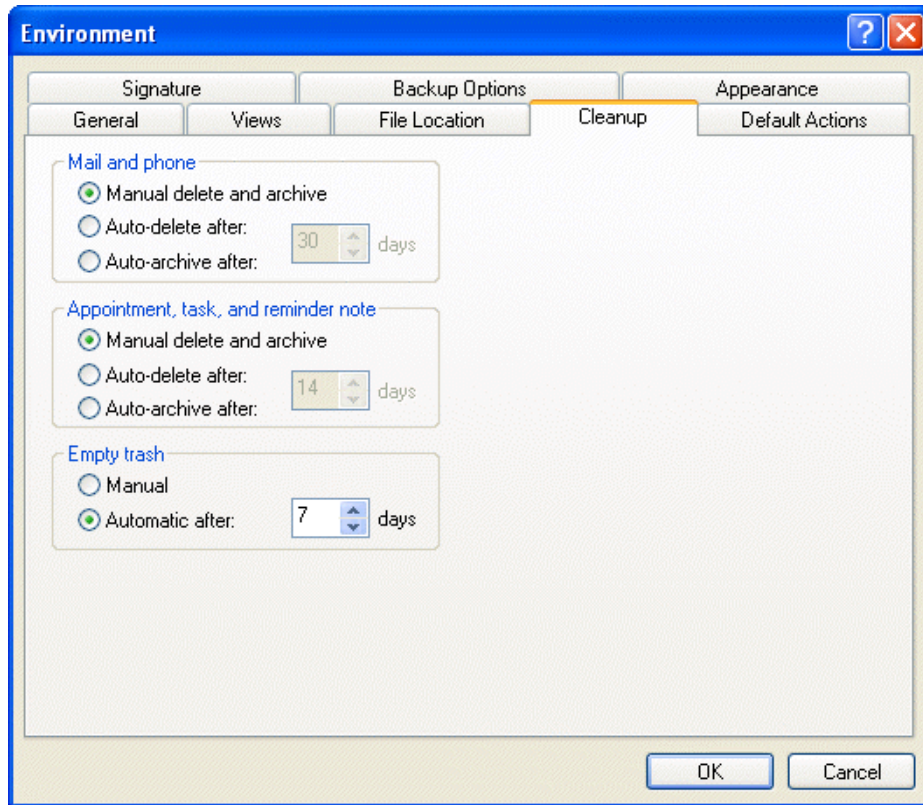 Environment
Signature Backup Options Appearance
General Views File Location Cleanup Default Actions
Mail and phone
Manual delete and archive
Auto-delete after:
30 days
Auto-archive after:
Appointment, task, and reminder note
Manual delete and archive
Auto-delete after:
14 days
Auto-archive after:
Empty trash
Manual
Automatic after: 7 days
OK Cancel